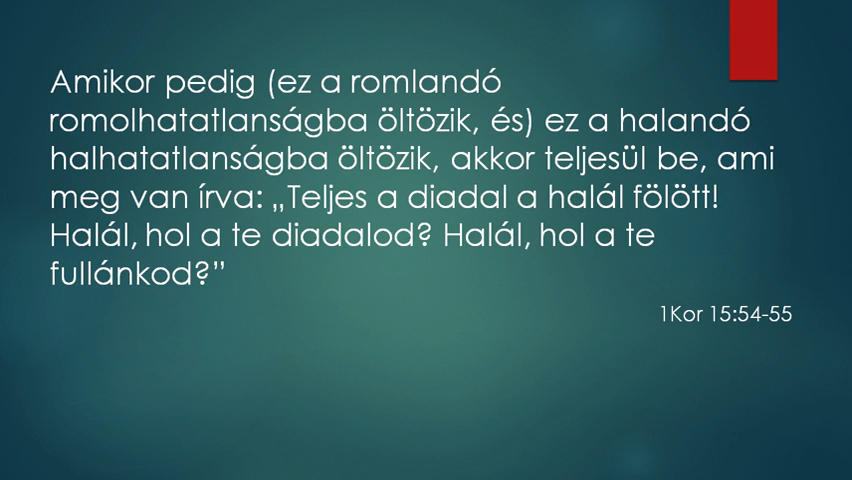 Amikor pedig (ez a romlandó
romolhatatlanságba öltözik, és) ez a halandó
halhatatlanságba öltözik, akkor teljesül be, ami
meg van írva: „Teljes a diadal a halál fölött!
Halál, hol a te diadalod? Halál, hol a te
fullánkod?”
1Kor 15:54-55